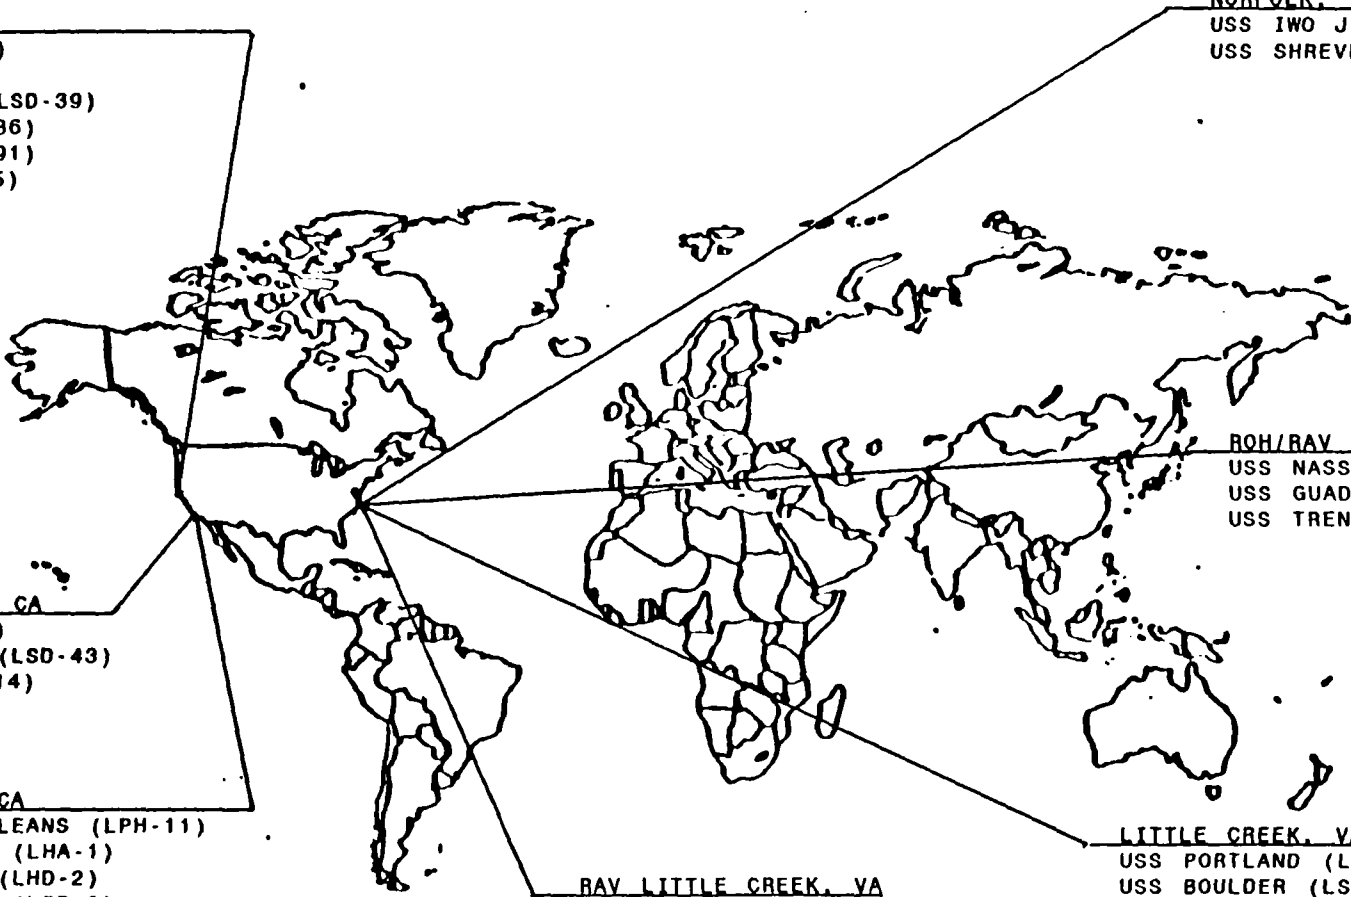 NORFOLK,
USS IWO J
USS SHREV
)
LSD-39)
36)
91)
5)
ROH/RAV
USS NASS
USS GUAD
USS TREN
CA
)
(LSD-43)
14)
CA
LEANS (LPH-11)
(LHA-1)
(LHD-2)
LITTLE CREEK, VA
USS PORTLAND (L
USS BOULDER (LS
RAV LITTLE CREEK, VA